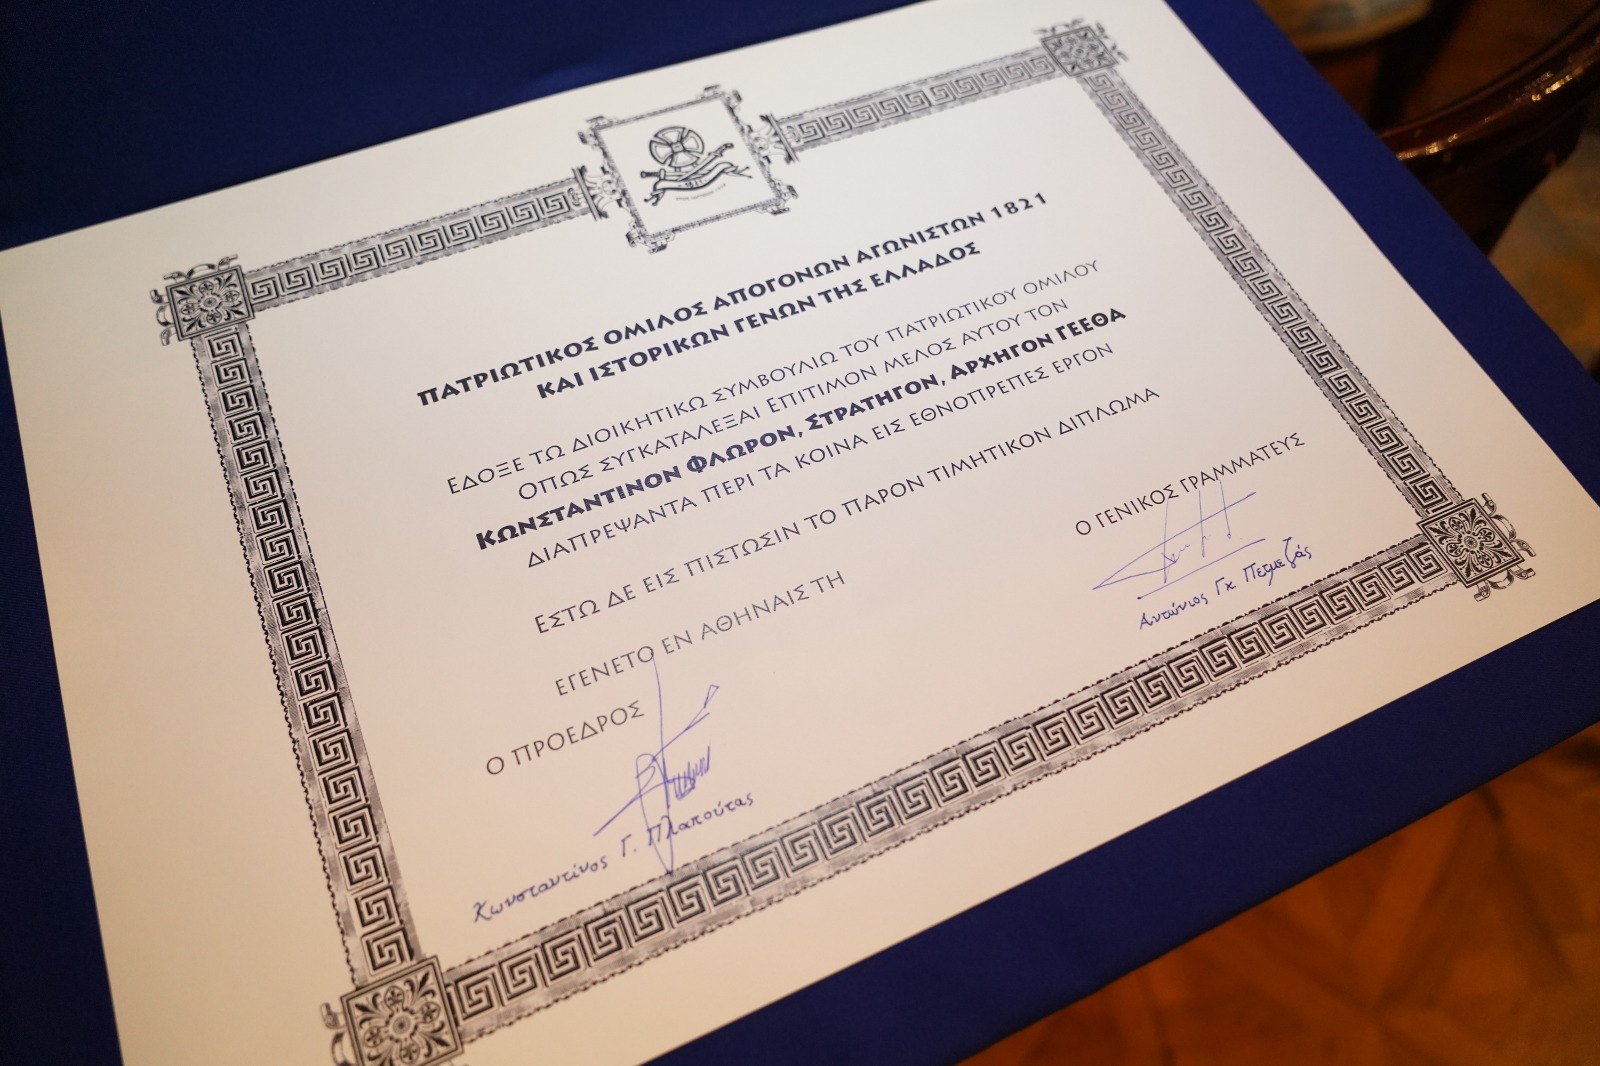 ΠΑΤΡΙΩΤΙΚΟΣ ΟΜΙΛΟΣ ΑΠΟΓΟΝΩΝ ΑΓΩΝΙΣΤΩΝ 1821
ΚΑΙ ΙΣΤΟΡΙΚΩΝ ΓΕΝΩΝ ΤΗΣ ΕΛΛΑΔΟΣ
ΕΔΟΞΕ ΤΩ ΔΙΟΙΚΗΤΙΚΩ ΣΥΜΒΟΥΛΙΩ ΤΟΥ ΠΑΤΡΙΩΤΙΚΟΥ ΟΜΙΛΟΥ
ΟΠΩΣ ΣΥΓΚΑΤΑΛΕΞΑΙ ΕΠΙΤΙΜΟΝ ΜΕΛΟΣ ΑΥΤΟΥ ΤΟΝ
ΚΩΝΣΤΑΝΤΙΝΟΝ ΦΛΩΡΟΝ, ΣΤΡΑΤΗΓΟΝ, ΑΡΧΗΓΟΝ ΓΕΕΘΑ
ΔΙΑΠΡΕΨΑΝΤΑ ΠΕΡΙ ΤΑ ΚΟΙΝΑ ΕΙΣ ΕΘΝΟΠΡΕΠΕΣ ΕΡΓΟΝ
ΕΣΤΩ ΔΕ ΕΙΣ ΠΙΣΤΩΣΙΝ ΤΟ ΠΑΡΟΝ ΤΙΜΗΤΙΚΟΝ ΔΙΠΛΩΜΑ
ΕΓΕΝΕΤΟ ΕΝ ΑΘΗΝΑΙΣ ΤΗ
Ο ΓΕΝΙΚΟΣ ΓΡΑΜΜΑΤΕΥΣ
Αντώνιος Γκ Πετμεζάς
Ο ΠΡΟΕΔΡΟΣ
Κωνσταντίνος Γ. Πλαπούτας